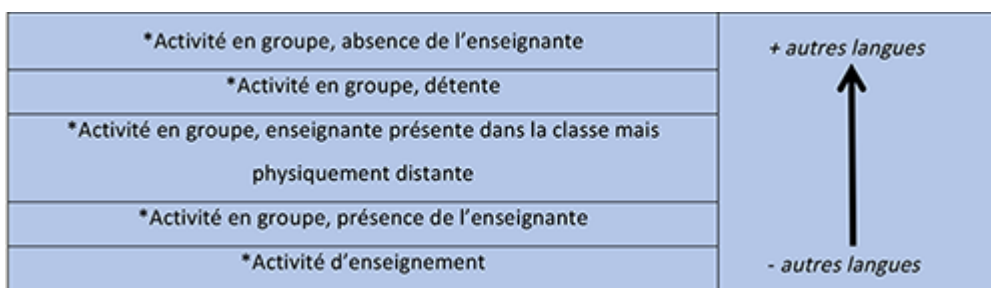 *Activité en groupe, absence de l'enseignante
+ autres langues
*Activité en groupe, détente
*Activité en groupe, enseignante présente dans la classe mais
physiquement distante
*Activité en groupe, présence de l'enseignante
*Activité d'enseignement
- autres langues